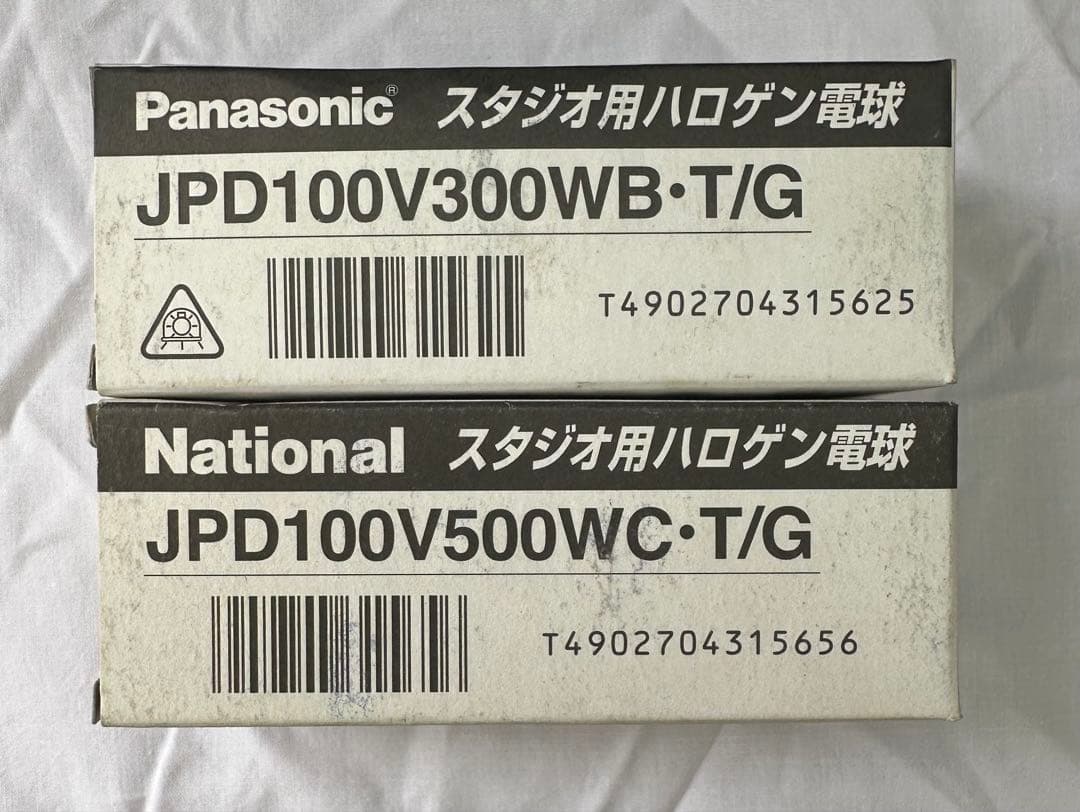 Panasonic® スタジオ用ハロゲン電球
JPD100V300WB・T/G
T4902704315625
National スタジオ用ハロゲン電球
JPD100V500WC・T/G
T4902704315656